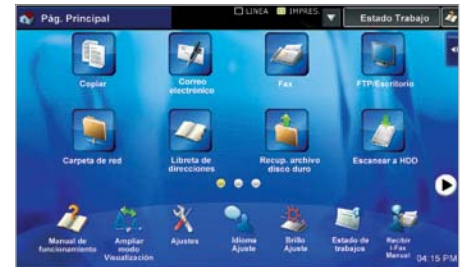 Pág. Principal
LINEA
IMPRES.
Estado Trabajo
Copiar
Correo
electrónico
Fax
FTP/Escritorio
Carpeta de red
Libreta de
direcciones
Recup. archivo
disco duro
Escanear a HDD
Manual de
funcionamiento
Ampliar
modo
Visualización
Ajustes
Idioma
Ajuste
Brillo
Ajuste
Estado de
trabajos
Recibir
I.Fax
Manual
04:15 PM